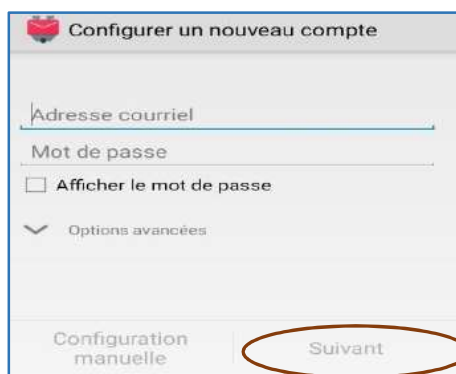 Configurer un nouveau compte
Adresse courriel
Mot de passe
Afficher le mot de passe
Options avancées
Configuration
manuelle
Suivant